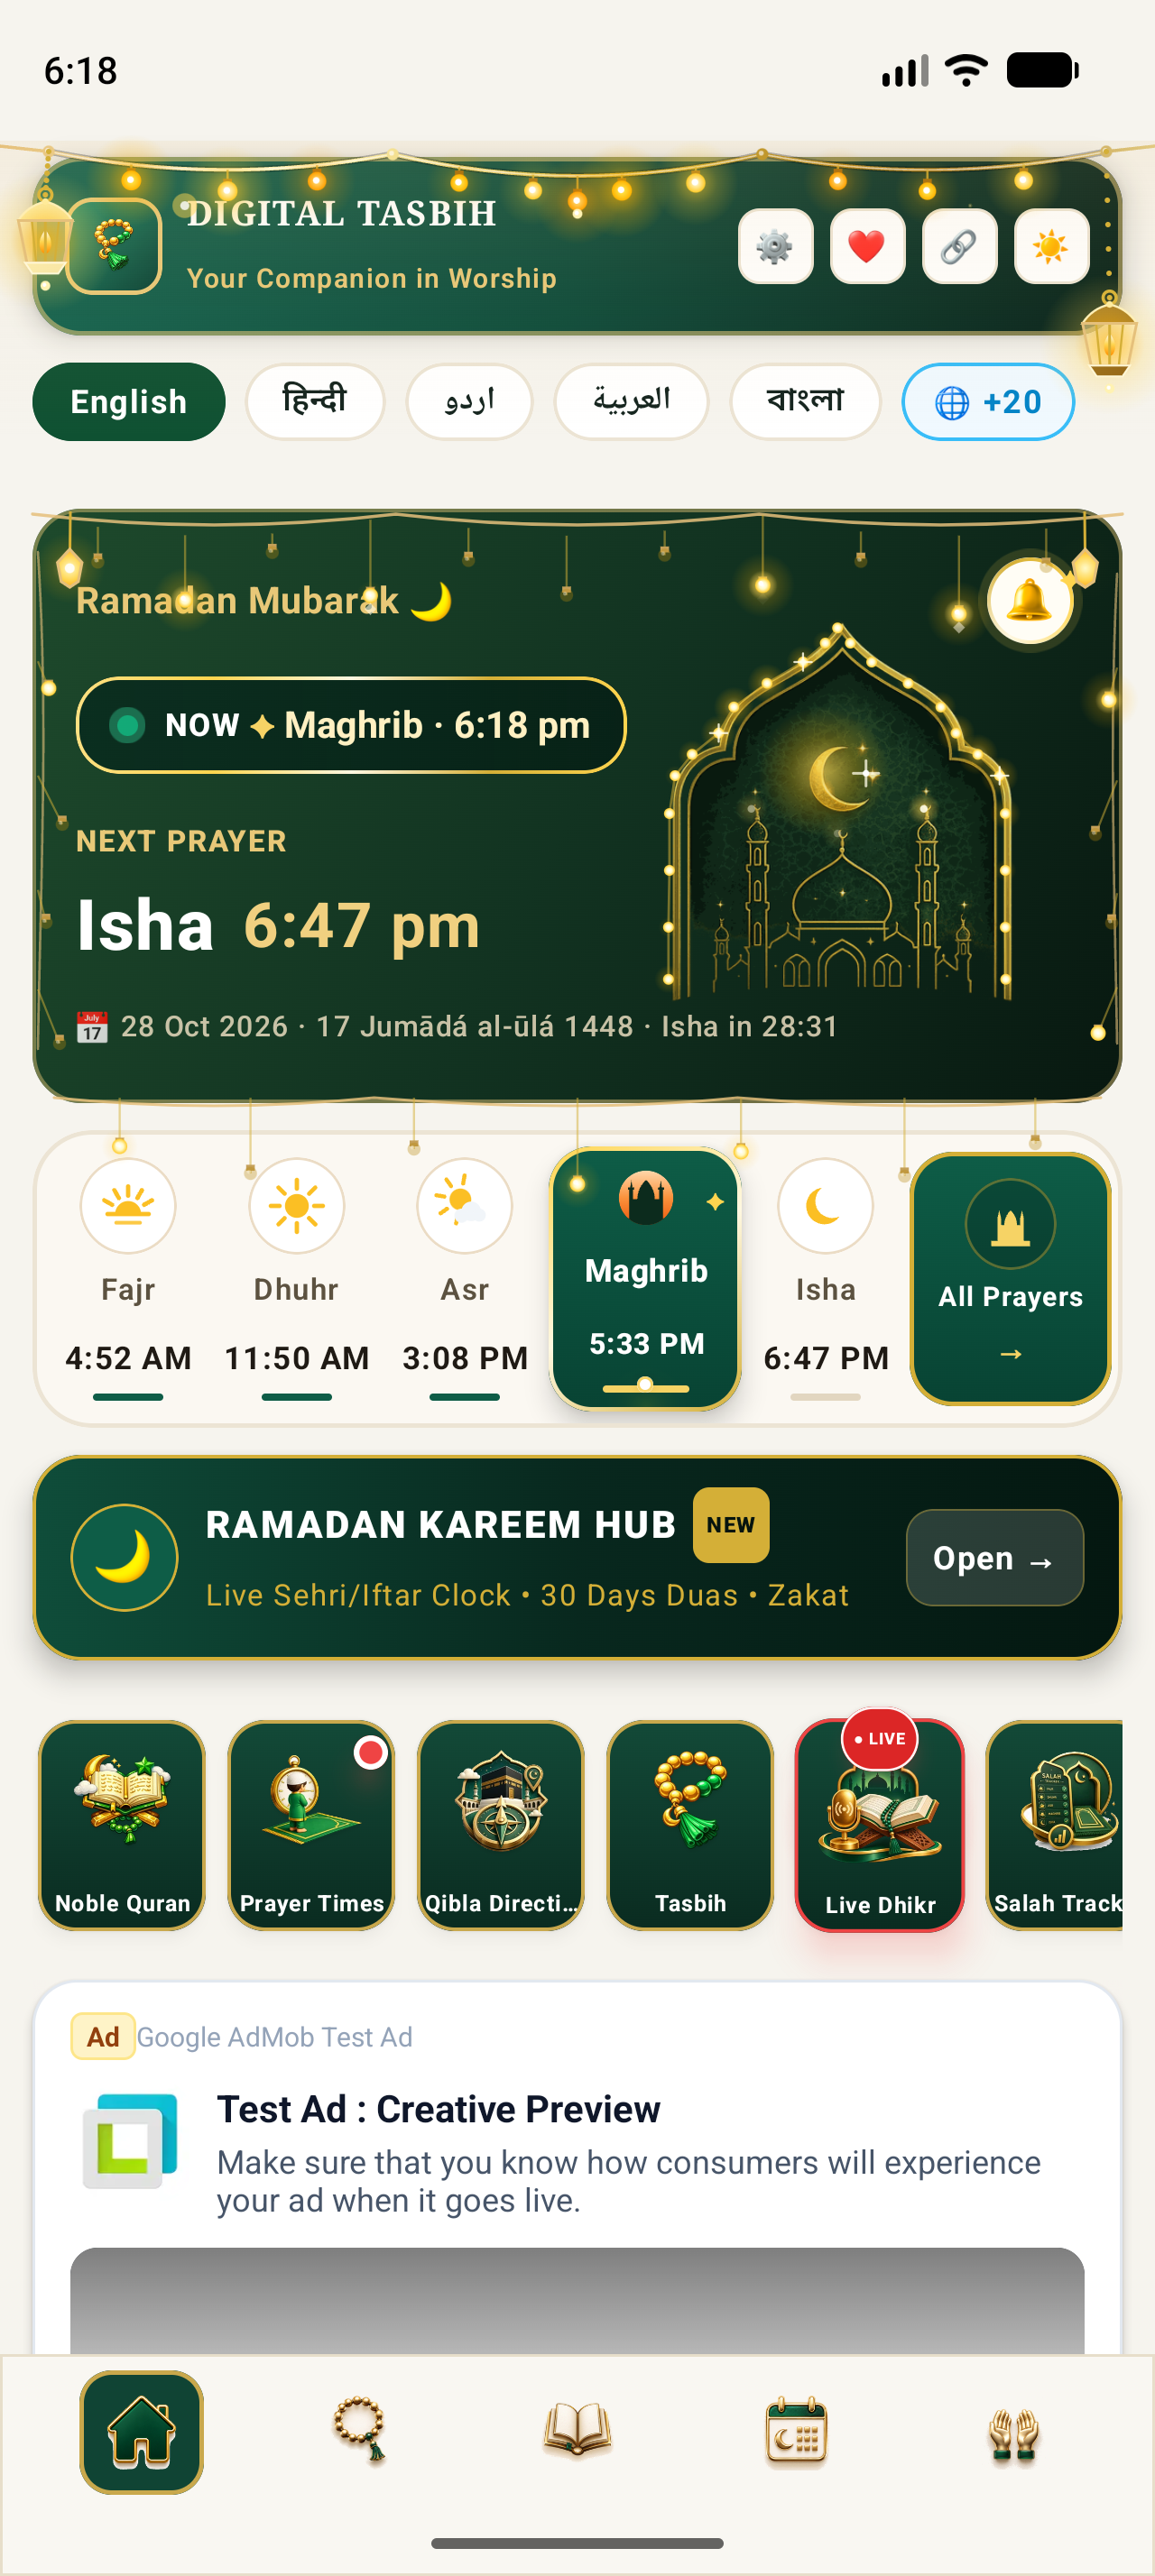 6:18
DIGITAL TASBIH
Your Companion in Worship
English
हिन्दी
اردو
العربية
বাংলা
+20
Ramadan Mubarak
NOW Maghrib · 6:18 pm
NEXT PRAYER
Isha 6:47 pm
July 17
28 Oct 2026 · 17 Jumādá al-ūlá 1448 · Isha in 28:31
Fajr
4:52 AM
Dhuhr
11:50 AM
Asr
3:08 PM
Maghrib
5:33 PM
Isha
6:47 PM
All Prayers
→
RAMADAN KAREEM HUB NEW
Live Sehri/Iftar Clock • 30 Days Duas • Zakat
Open →
Noble Quran
Prayer Times
Qibla Directi...
Tasbih
• LIVE
Live Dhikr
SALAH
Salah Track
Ad Google AdMob Test Ad
Test Ad : Creative Preview
Make sure that you know how consumers will experience
your ad when it goes live.